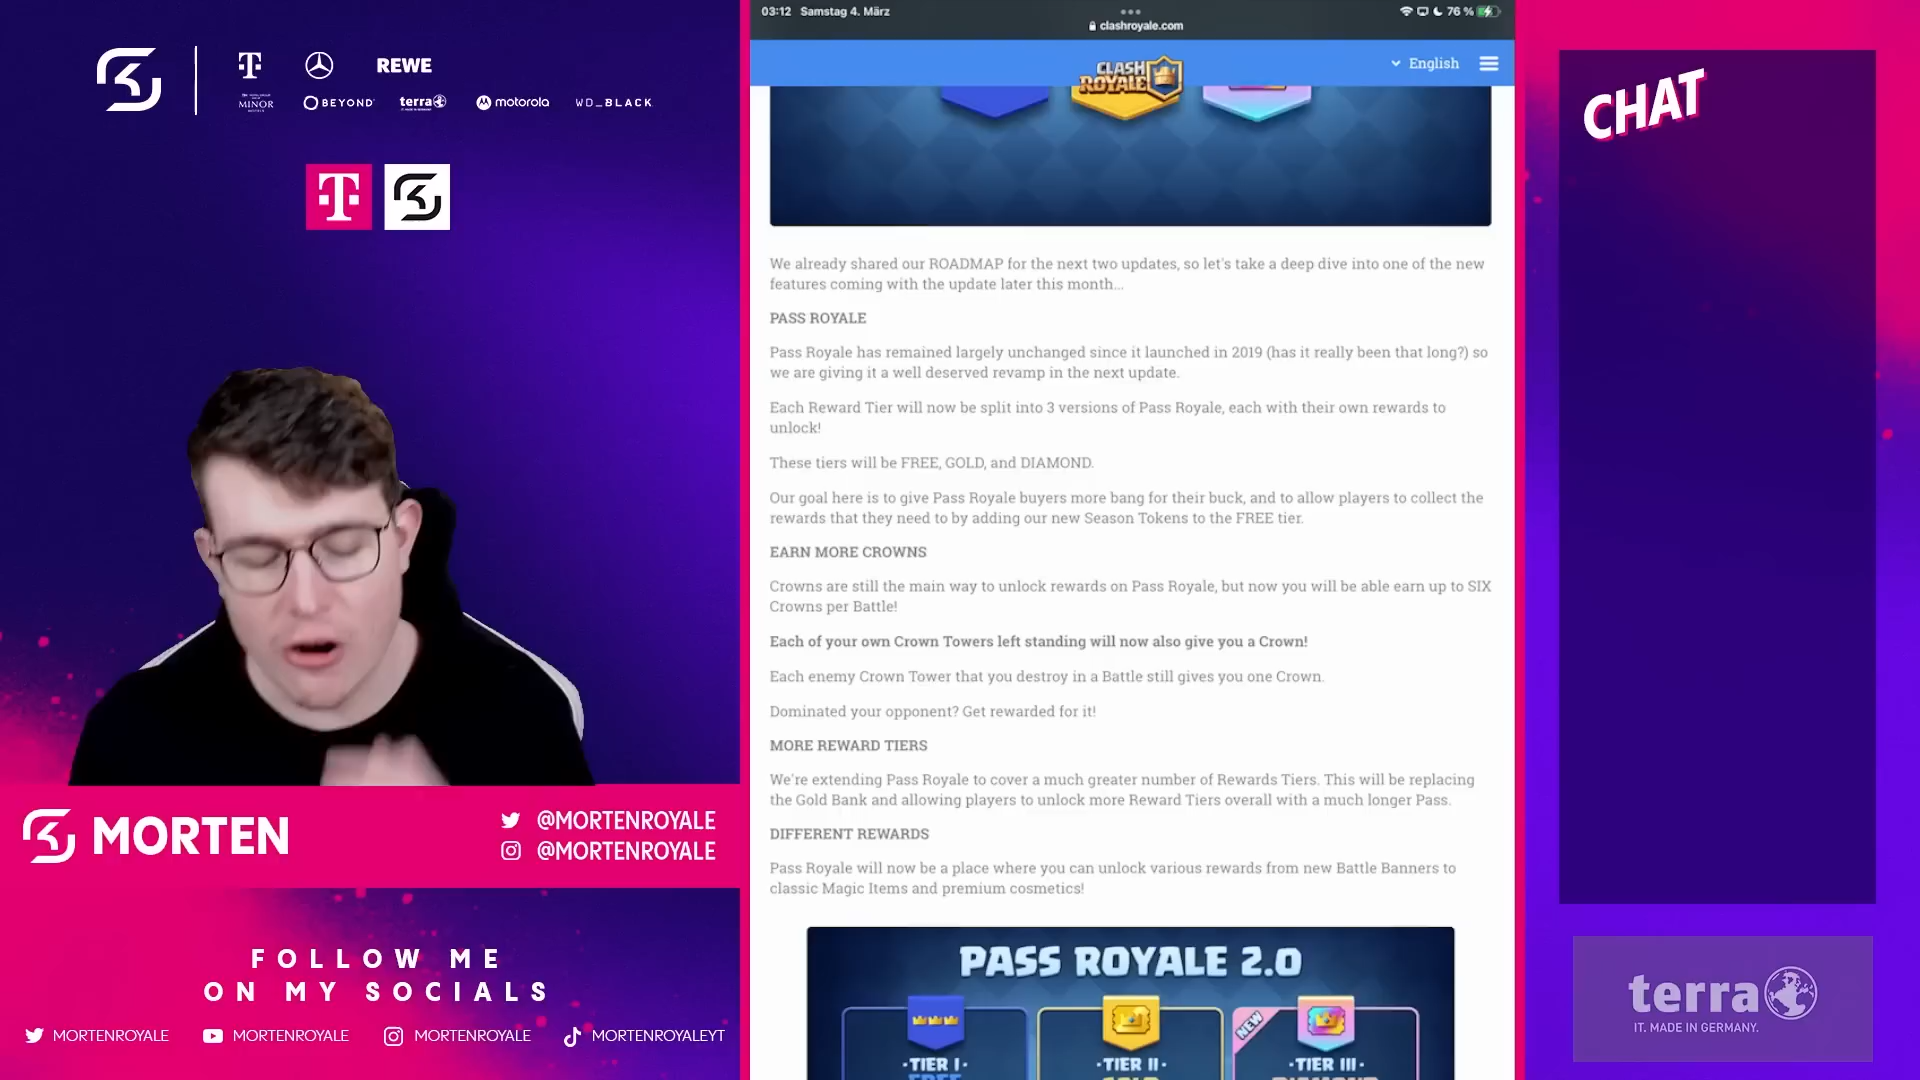 REWE
MINOR
BEYOND
terra
motorola
WD_BLACK
MORTEN
@MORTENROYALE
@MORTENROYALE
FOLLOW ME
ON MY SOCIALS
MORTENROYALE
MORTENROYALE
MORTENROYALE
MORTENROYALEYT
03:12 Samstag 4. März
76 %
clashroyale.com
CLASH
ROYALE
English
We already shared our ROADMAP for the next two updates, so let's take a deep dive into one of the new
features coming with the update later this month...
PASS ROYALE
Pass Royale has remained largely unchanged since it launched in 2019 (has it really been that long?) so
we are giving it a well deserved revamp in the next update.
Each Reward Tier will now be split into 3 versions of Pass Royale, each with their own rewards to
unlock!
These tiers will be FREE, GOLD, and DIAMOND.
Our goal here is to give Pass Royale buyers more bang for their buck, and to allow players to collect the
rewards that they need to by adding our new Season Tokens to the FREE tier.
EARN MORE CROWNS
Crowns are still the main way to unlock rewards on Pass Royale, but now you will be able earn up to SIX
Crowns per Battle!
Each of your own Crown Towers left standing will now also give you a Crown!
Each enemy Crown Tower that you destroy in a Battle still gives you one Crown.
Dominated your opponent? Get rewarded for it!
MORE REWARD TIERS
We're extending Pass Royale to cover a much greater number of Rewards Tiers. This will be replacing
the Gold Bank and allowing players to unlock more Reward Tiers overall with a much longer Pass.
DIFFERENT REWARDS
Pass Royale will now be a place where you can unlock various rewards from new Battle Banners to
classic Magic Items and premium cosmetics!
PASS ROYALE 2.0
·TIER I·
FREE
·TIER II·
GOLD
NEW
·TIER III·
DIAMOND
CHAT
terra
IT. MADE IN GERMANY.